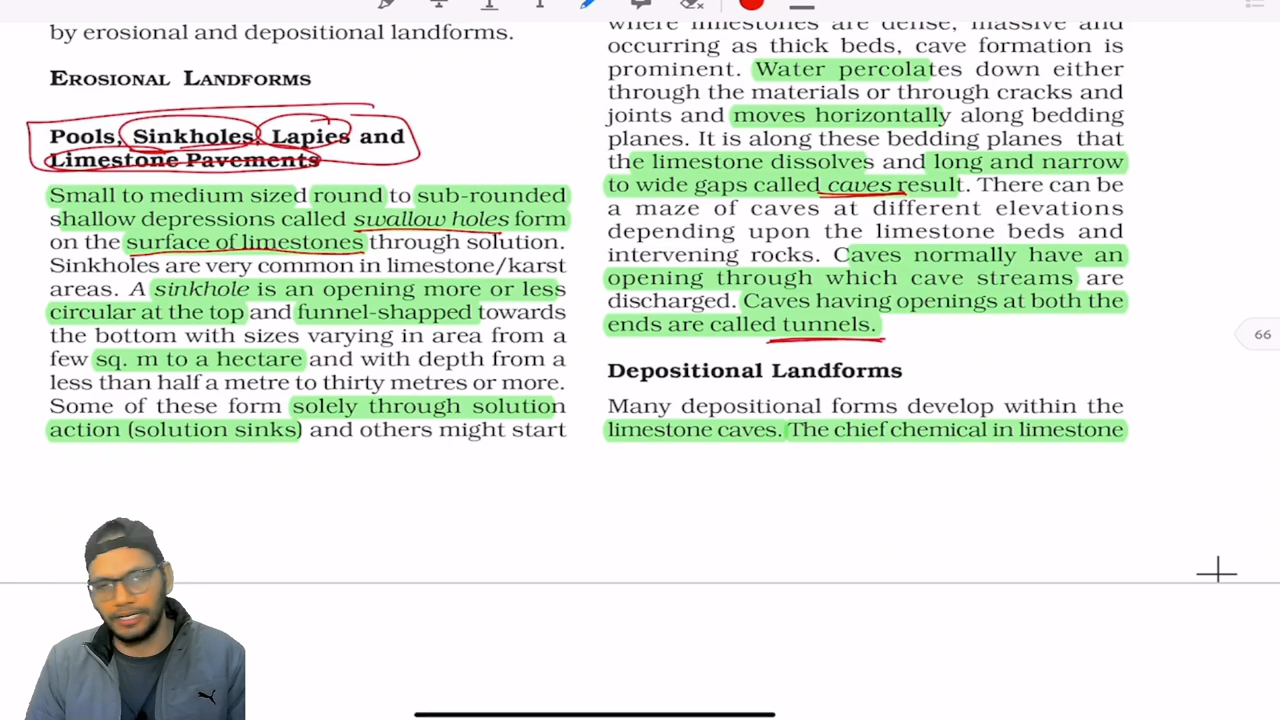 by erosional and depositional landforms.
EROSIONAL LANDFORMS
Pools, Sinkholes, Lapies and
Limestone Pavements
Small to medium sized round to sub-rounded
shallow depressions called swallow holes form
on the surface of limestones through solution.
Sinkholes are very common in limestone/karst
areas. A sinkhole is an opening more or less
circular at the top and funnel-shapped towards
the bottom with sizes varying in area from a
few sq. m to a hectare and with depth from a
less than half a metre to thirty metres or more.
Some of these form solely through solution
action (solution sinks) and others might start
where limestones are dense, massive and
occurring as thick beds, cave formation is
prominent. Water percolates down either
through the materials or through cracks and
joints and moves horizontally along bedding
planes. It is along these bedding planes that
the limestone dissolves and long and narrow
to wide gaps called caves result. There can be
a maze of caves at different elevations
depending upon the limestone beds and
intervening rocks. Caves normally have an
opening through which cave streams are
discharged. Caves having openings at both the
ends are called tunnels.
Depositional Landforms
Many depositional forms develop within the
limestone caves. The chief chemical in limestone
66